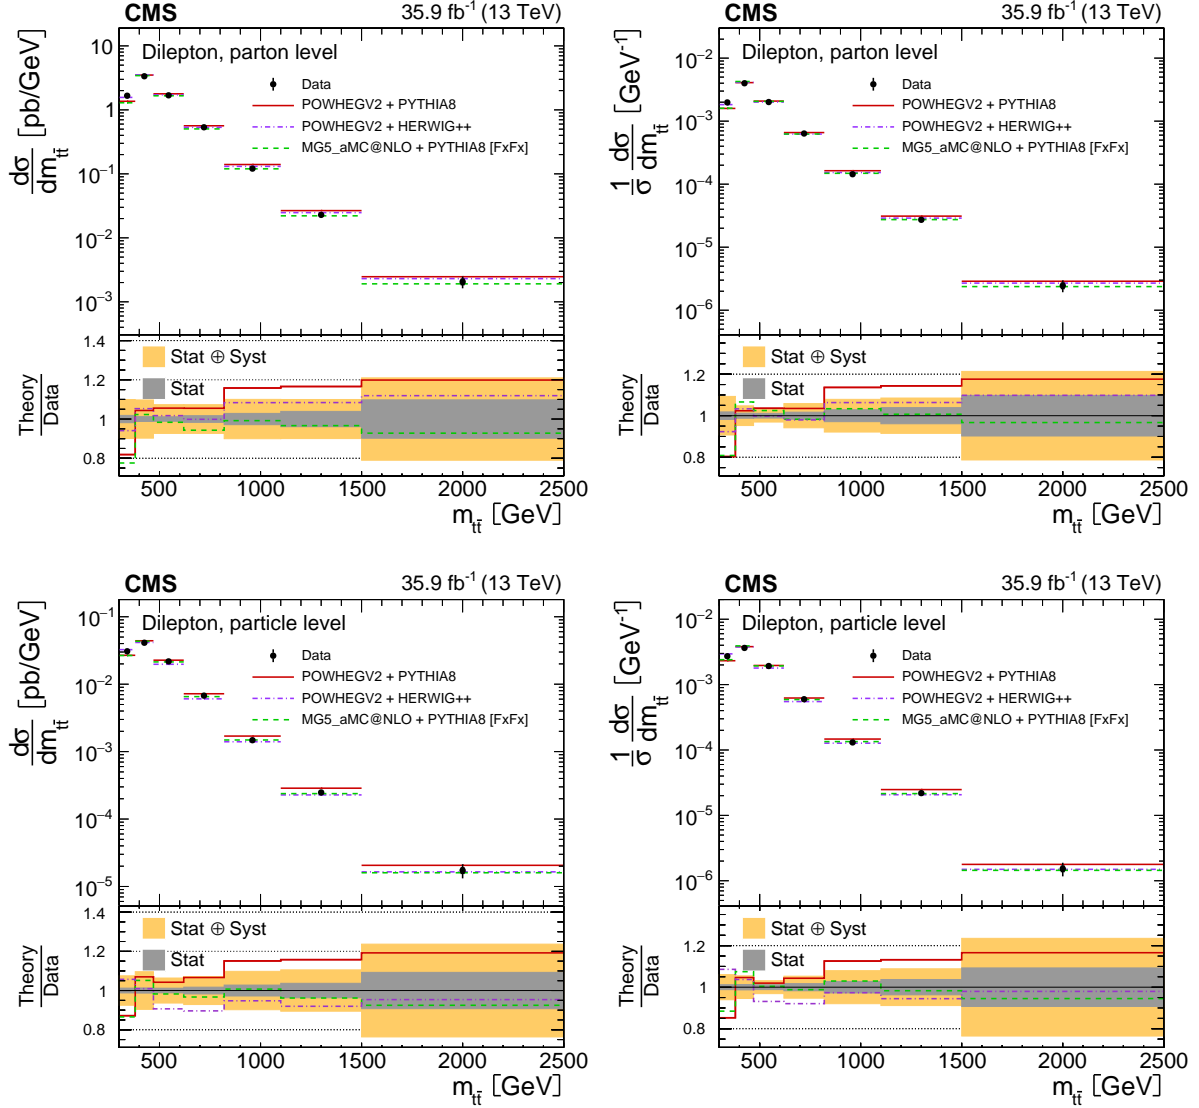 CMS 35.9 fb⁻¹ (13 TeV)
Dilepton, parton level
Data
POWHEGV2 + PYTHIA8
POWHEGV2 + HERWIG++
MG5_aMC@NLO + PYTHIA8 [FxFx]
dσ/dm_tt̄ [pb/GeV]
10
1
10⁻¹
10⁻²
10⁻³
Stat ⊕ Syst
Stat
Theory/Data
1.4
1.2
1
0.8
500 1000 1500 2000 2500
m_tt̄ [GeV]
CMS 35.9 fb⁻¹ (13 TeV)
Dilepton, parton level
Data
POWHEGV2 + PYTHIA8
POWHEGV2 + HERWIG++
MG5_aMC@NLO + PYTHIA8 [FxFx]
1/σ dσ/dm_tt̄ [GeV⁻¹]
10⁻²
10⁻³
10⁻⁴
10⁻⁵
10⁻⁶
Stat ⊕ Syst
Stat
Theory/Data
1.2
1
0.8
500 1000 1500 2000 2500
m_tt̄ [GeV]
CMS 35.9 fb⁻¹ (13 TeV)
Dilepton, particle level
Data
POWHEGV2 + PYTHIA8
POWHEGV2 + HERWIG++
MG5_aMC@NLO + PYTHIA8 [FxFx]
dσ/dm_tt̄ [pb/GeV]
10⁻¹
10⁻²
10⁻³
10⁻⁴
10⁻⁵
Stat ⊕ Syst
Stat
Theory/Data
1.4
1.2
1
0.8
500 1000 1500 2000 2500
m_tt̄ [GeV]
CMS 35.9 fb⁻¹ (13 TeV)
Dilepton, particle level
Data
POWHEGV2 + PYTHIA8
POWHEGV2 + HERWIG++
MG5_aMC@NLO + PYTHIA8 [FxFx]
1/σ dσ/dm_tt̄ [GeV⁻¹]
10⁻²
10⁻³
10⁻⁴
10⁻⁵
10⁻⁶
Stat ⊕ Syst
Stat
Theory/Data
1.2
1
0.8
500 1000 1500 2000 2500
m_tt̄ [GeV]